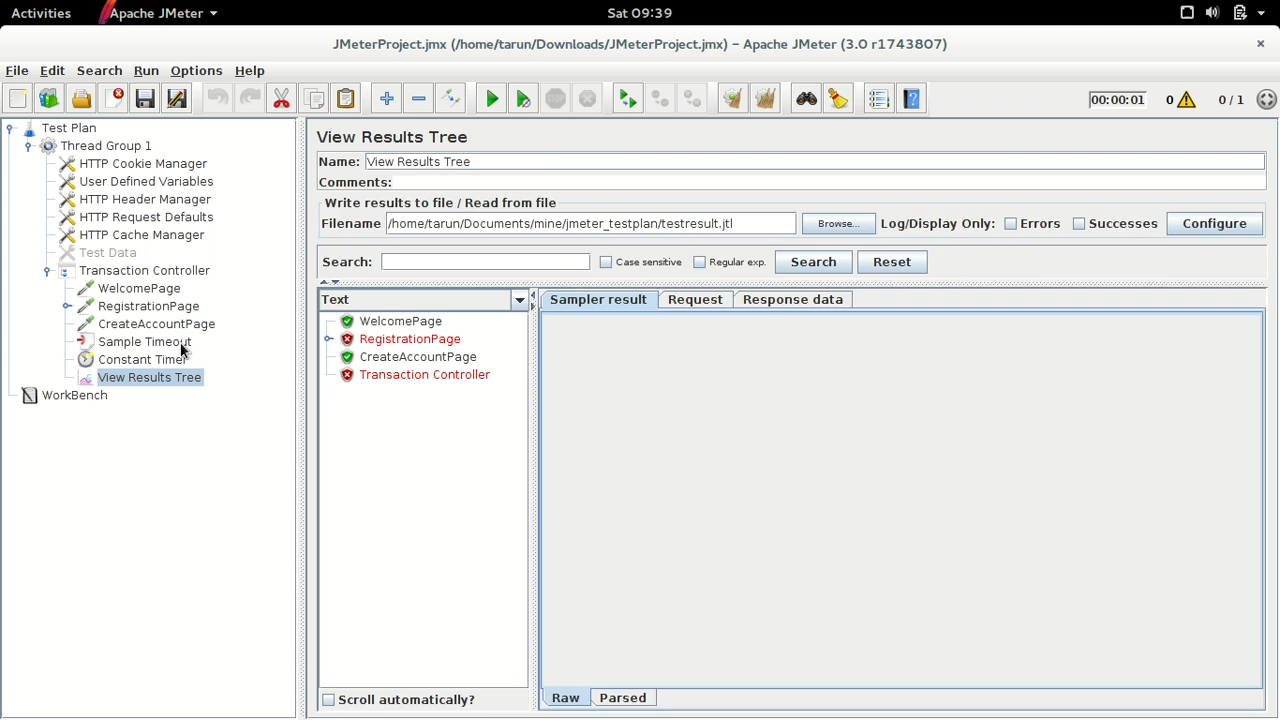 Activities Apache JMeter Sat 09:39
JMeterProject.jmx (/home/tarun/Downloads/JMeterProject.jmx) – Apache JMeter (3.0 r1743807) ×
File Edit Search Run Options Help
00:00:01 0 0 / 1
Test Plan
Thread Group 1
HTTP Cookie Manager
User Defined Variables
HTTP Header Manager
HTTP Request Defaults
HTTP Cache Manager
Test Data
Transaction Controller
WelcomePage
RegistrationPage
CreateAccountPage
Sample Timeout
Constant Timer
View Results Tree
WorkBench
View Results Tree
Name: View Results Tree
Comments:
Write results to file / Read from file
Filename /home/tarun/Documents/mine/jmeter_testplan/testresult.jtl Browse... Log/Display Only: Errors Successes Configure
Search: Case sensitive Regular exp. Search Reset
Text
WelcomePage
RegistrationPage
CreateAccountPage
Transaction Controller
Scroll automatically?
Sampler result Request Response data
Raw Parsed